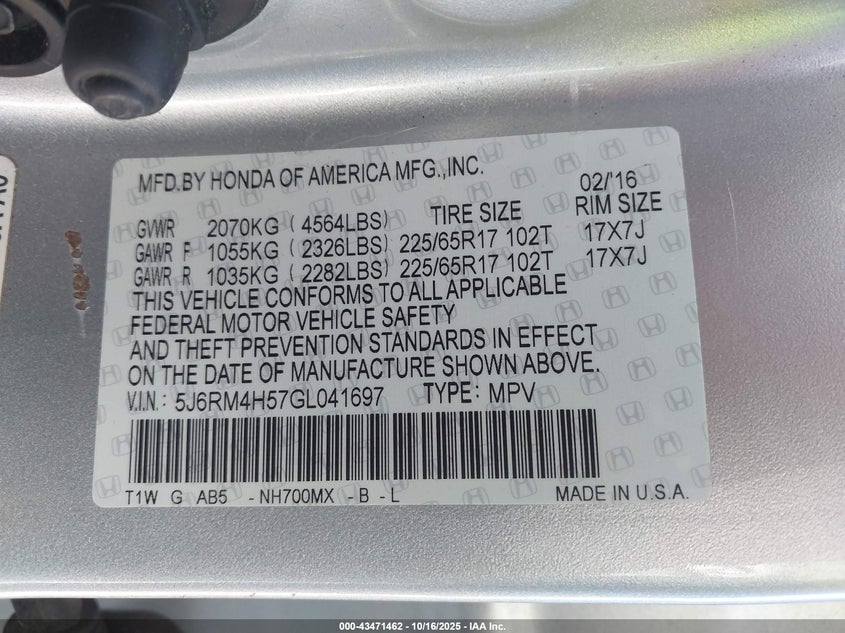 MFD.BY HONDA OF AMERICA MFG.,INC. 02/'16
GVWR 2070KG ( 4564LBS) TIRE SIZE RIM SIZE
GAWR F 1055KG ( 2326LBS) 225/65R17 102T 17X7J
GAWR R 1035KG ( 2282LBS) 225/65R17 102T 17X7J
THIS VEHICLE CONFORMS TO ALL APPLICABLE
FEDERAL MOTOR VEHICLE SAFETY
AND THEFT PREVENTION STANDARDS IN EFFECT
ON THE DATE OF MANUFACTURE SHOWN ABOVE.
V.I.N.: 5J6RM4H57GL041697 TYPE: MPV
T1W G AB5 -NH700MX -B -L MADE IN U.S.A.
000-43471462 - 10/16/2025 - IAA Inc.